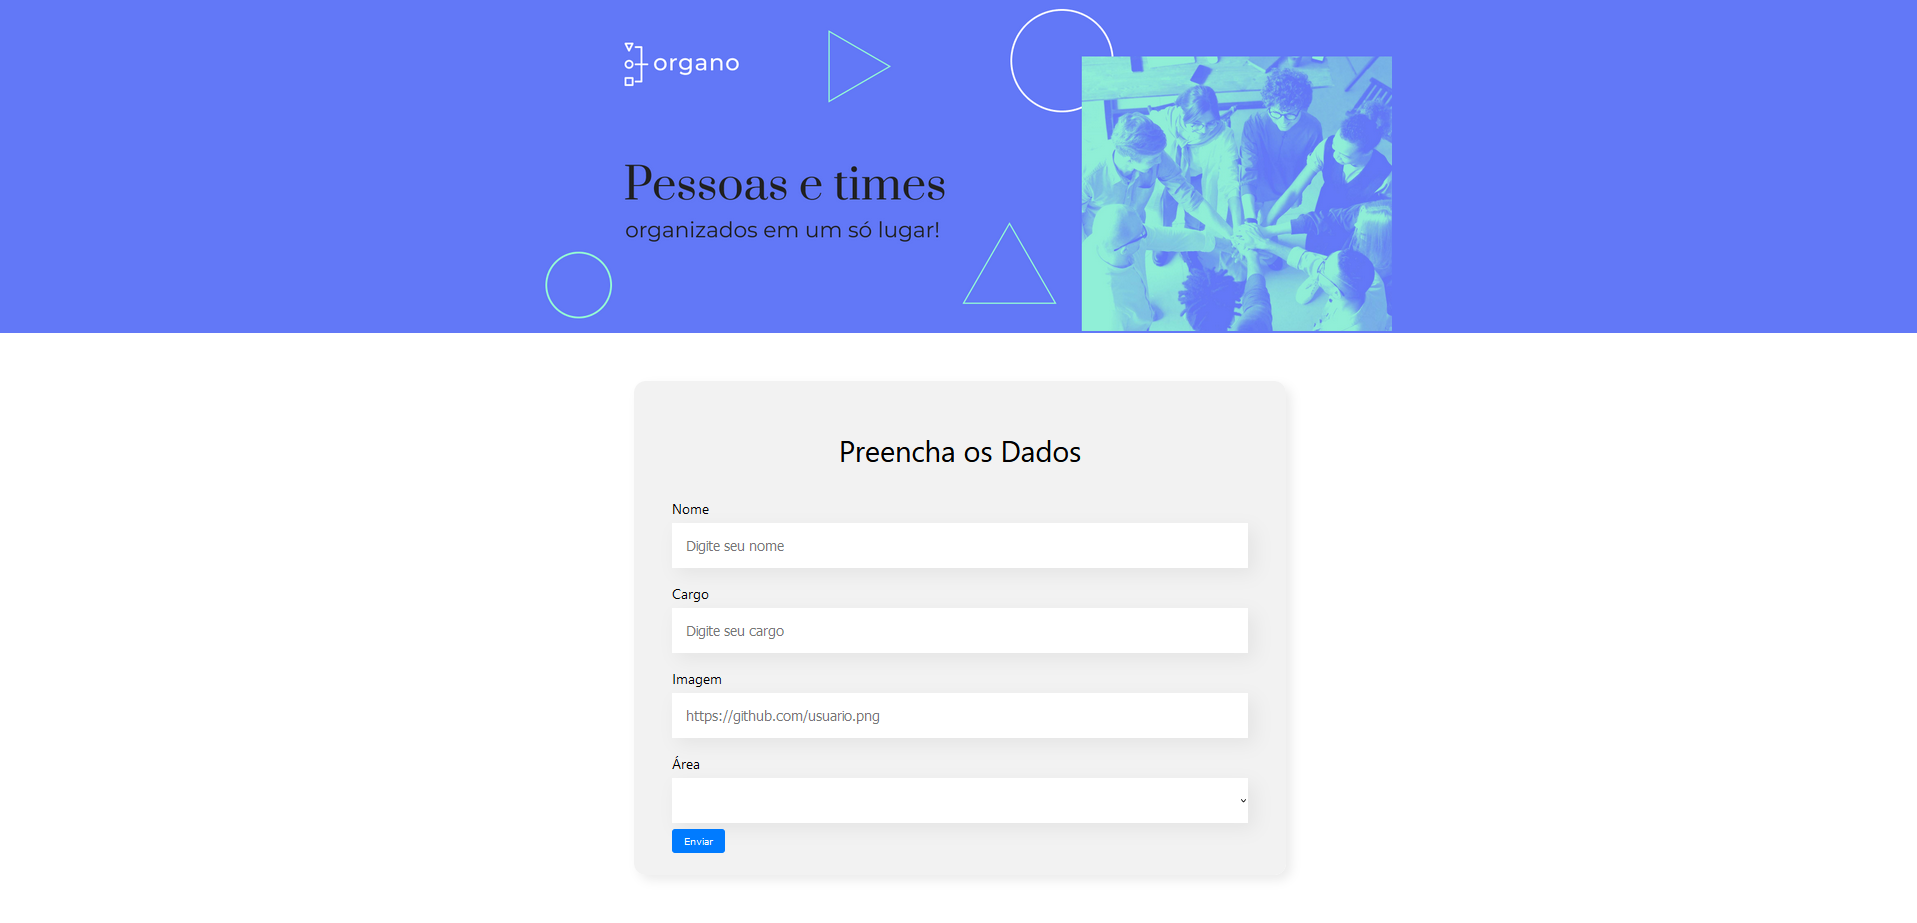 organo
Pessoas e times
organizados em um só lugar!
Preencha os Dados
Nome
Digite seu nome
Cargo
Digite seu cargo
Imagem
https://github.com/usuario.png
Área
Enviar